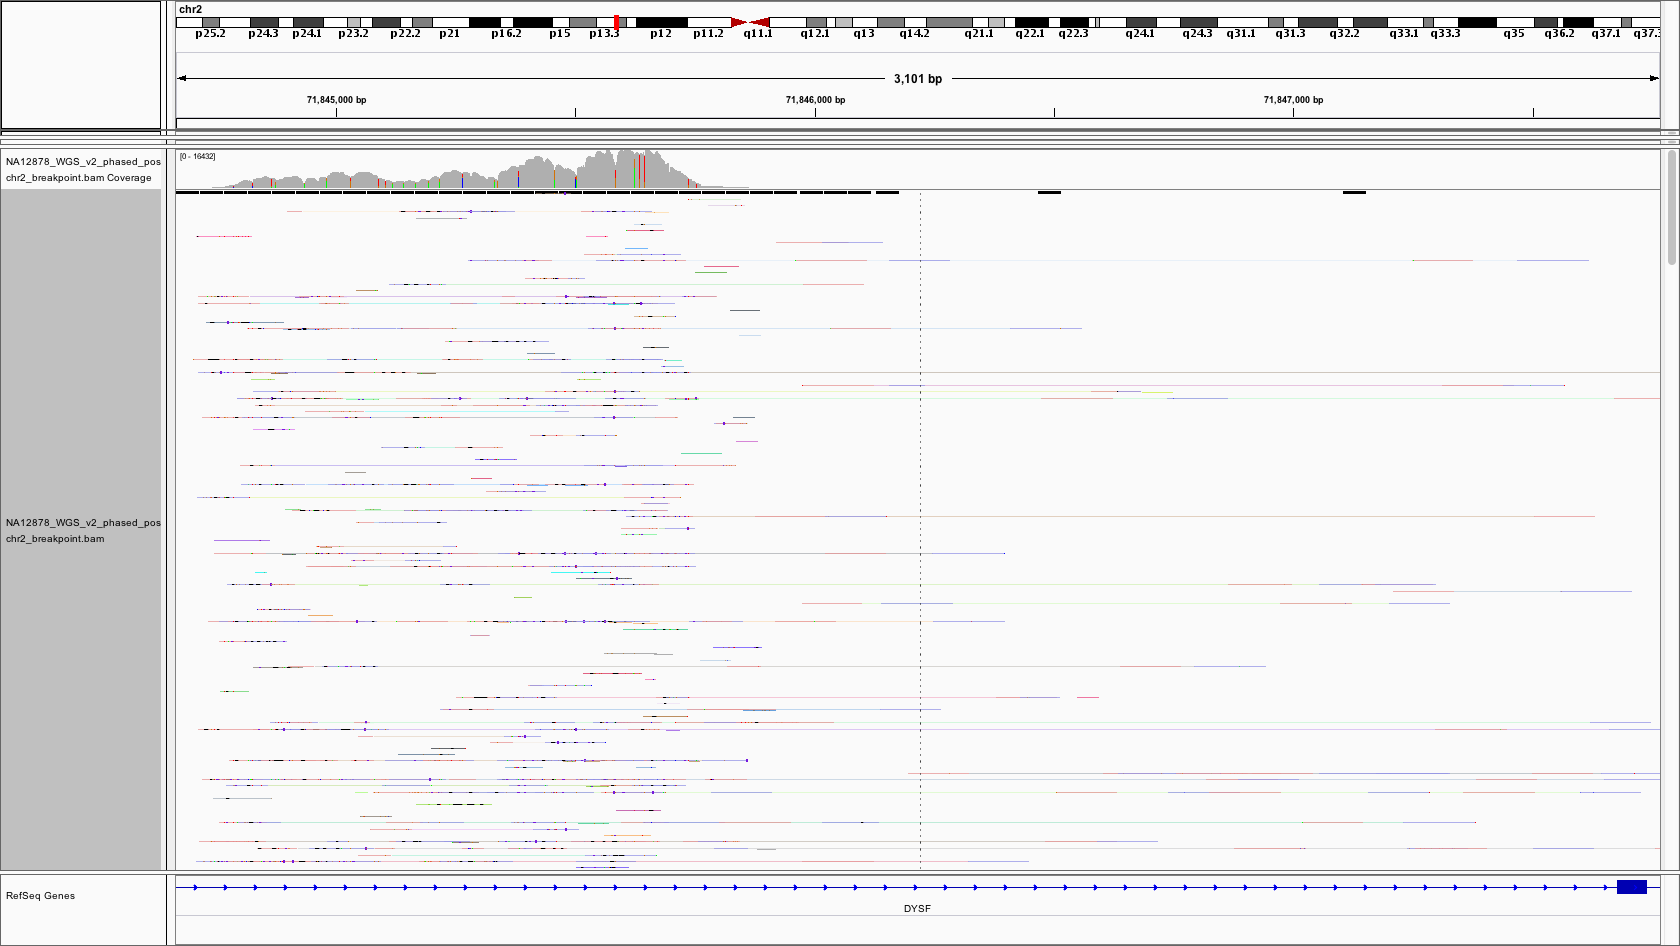 chr2
p25.2 p24.3 p24.1 p23.2 p22.2 p21 p16.2 p15 p13.3 p12 p11.2 q11.1 q12.1 q13 q14.2 q21.1 q22.1 q22.3 q24.1 q24.3 q31.1 q31.3 q32.2 q33.1 q33.3 q35 q36.2 q37.1 q37.3
3,101 bp
71,845,000 bp 71,846,000 bp 71,847,000 bp
NA12878_WGS_v2_phased_pos
chr2_breakpoint.bam Coverage
[0 - 16432]
NA12878_WGS_v2_phased_pos
chr2_breakpoint.bam
RefSeq Genes
DYSF